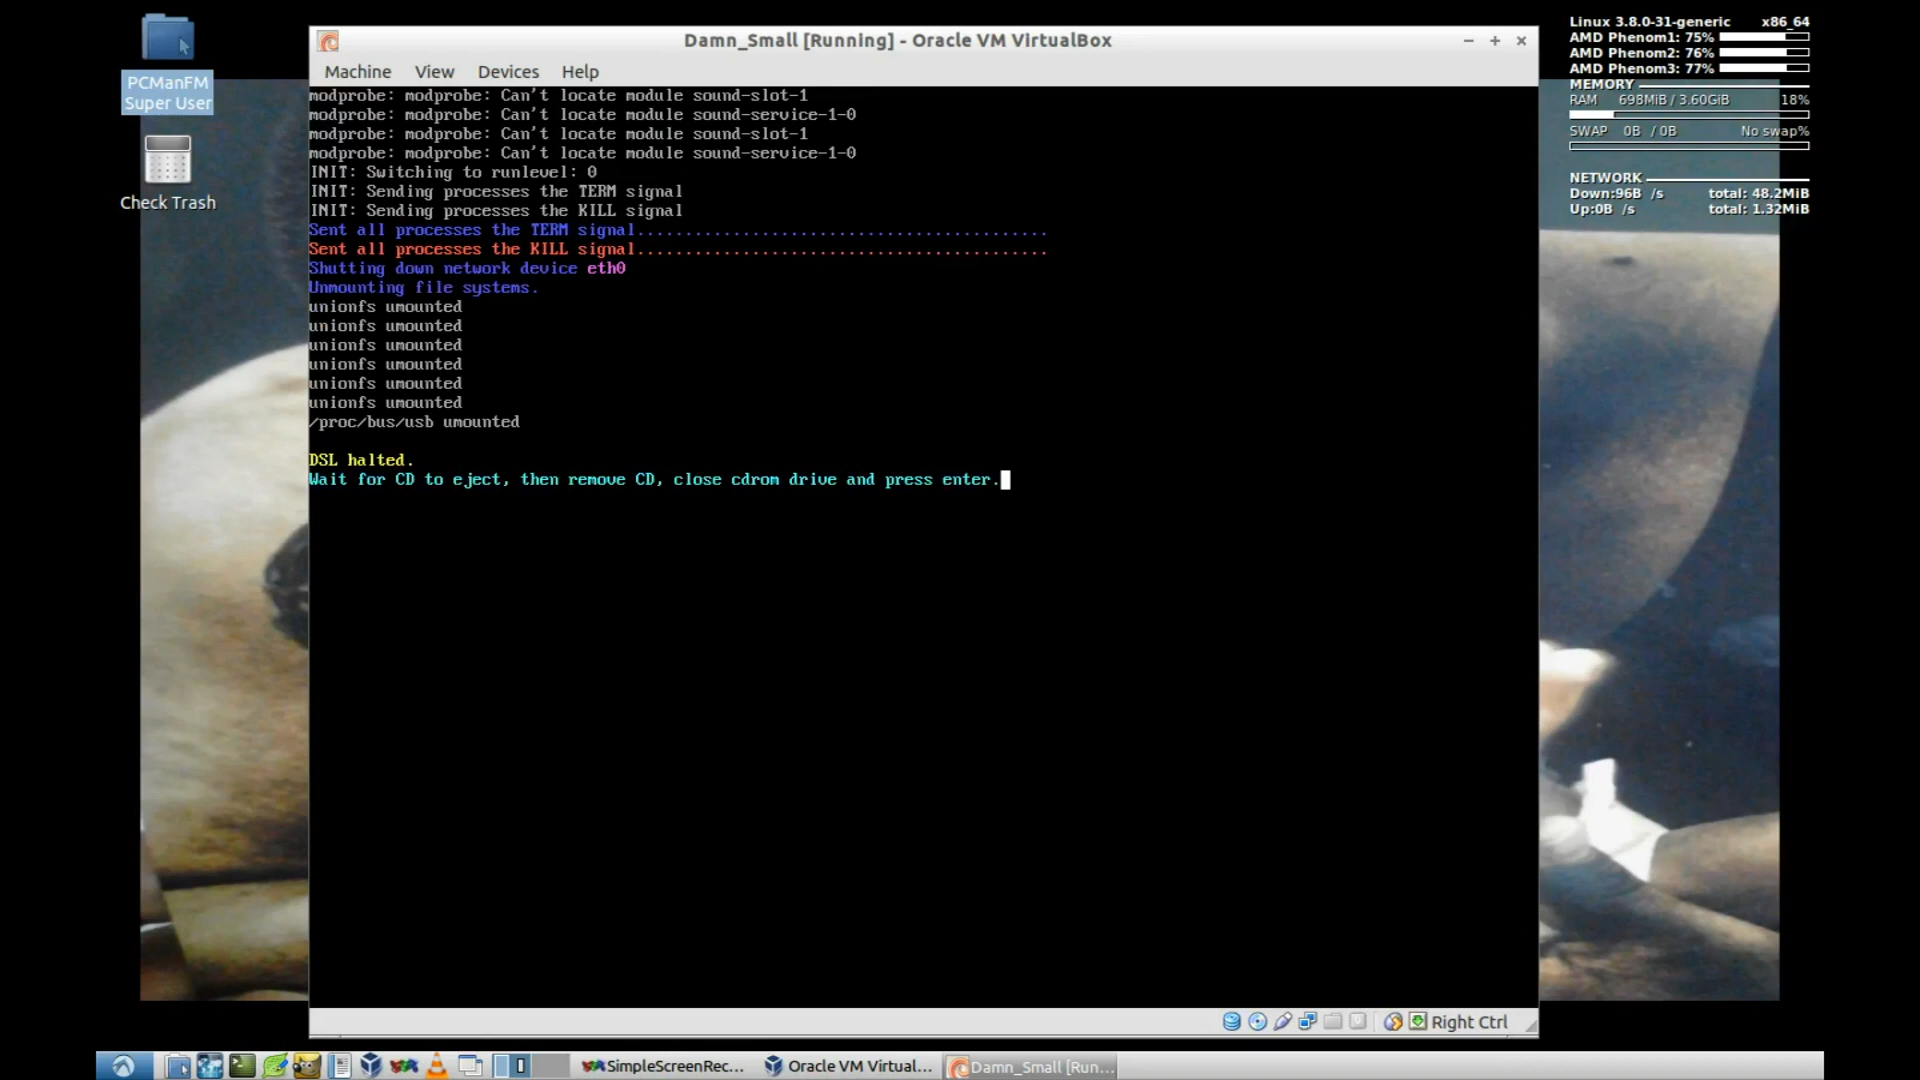 PCManFM
Super User
Check Trash
Damn_Small [Running] - Oracle VM VirtualBox
Machine View Devices Help
modprobe: modprobe: Can't locate module sound-slot-1
modprobe: modprobe: Can't locate module sound-service-1-0
modprobe: modprobe: Can't locate module sound-slot-1
modprobe: modprobe: Can't locate module sound-service-1-0
INIT: Switching to runlevel: 0
INIT: Sending processes the TERM signal
INIT: Sending processes the KILL signal
Sent all processes the TERM signal...........................................
Sent all processes the KILL signal...........................................
Shutting down network device eth0
Unmounting file systems.
unionfs umounted
unionfs umounted
unionfs umounted
unionfs umounted
unionfs umounted
unionfs umounted
/proc/bus/usb umounted
DSL halted.
Wait for CD to eject, then remove CD, close cdrom drive and press enter.
Right Ctrl
Linux 3.8.0-31-generic x86_64
AMD Phenom1: 75%
AMD Phenom2: 76%
AMD Phenom3: 77%
MEMORY
RAM 698MiB / 3.60GiB 18%
SWAP 0B / 0B No swap%
NETWORK
Down:96B /s total: 48.2MiB
Up:0B /s total: 1.32MiB
SimpleScreenRec... Oracle VM Virtual... Damn_Small [Run...